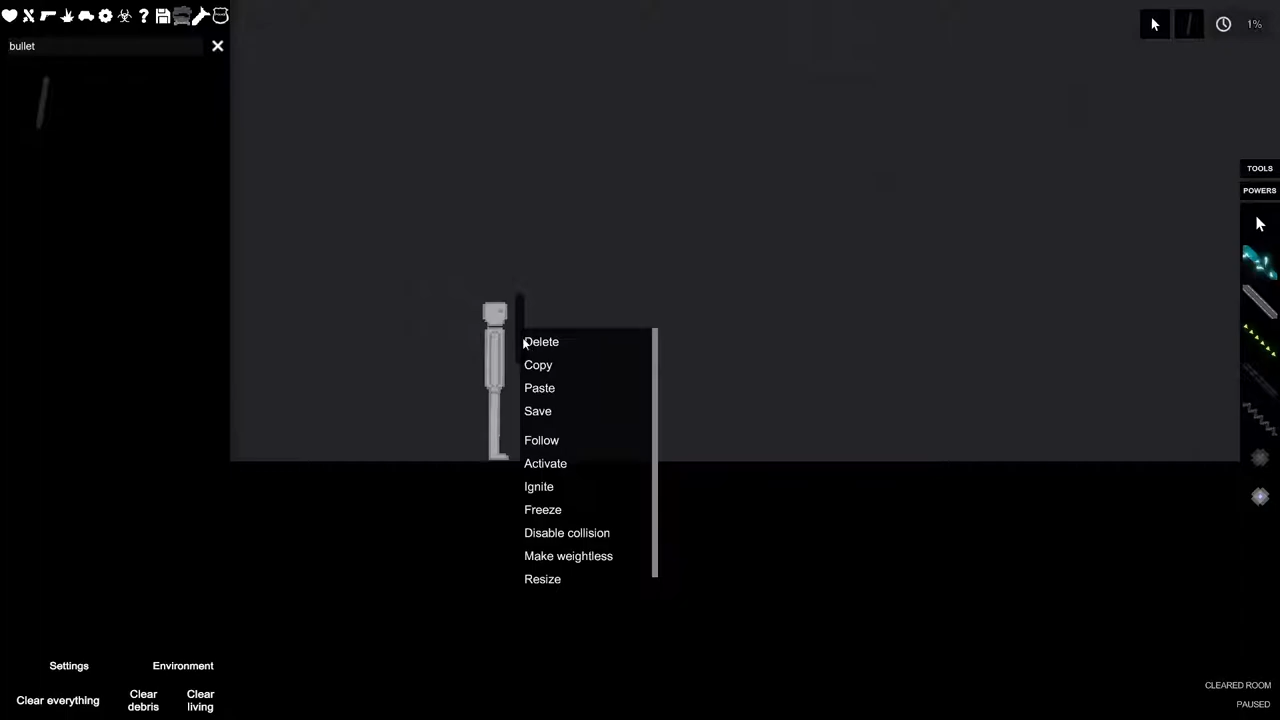 bullet
1%
TOOLS
POWERS
Delete
Copy
Paste
Save
Follow
Activate
Ignite
Freeze
Disable collision
Make weightless
Resize
Settings
Environment
Clear everything
Clear
debris
Clear
living
CLEARED ROOM
PAUSED